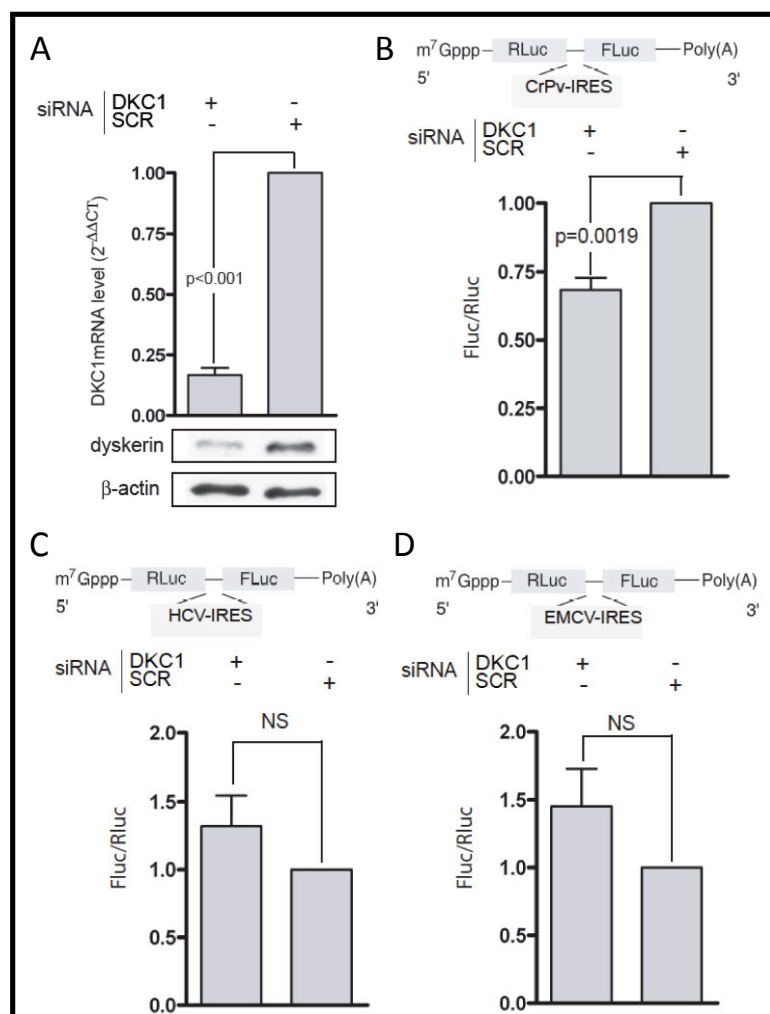 A
siRNA DKC1 + -
SCR - +
DKC1mRNA level (2-ΔΔCT)
1.00
0.75
0.50
0.25
0.00
p<0.001
dyskerin
β-actin
B
m7Gppp RLuc FLuc Poly(A)
5' CrPv-IRES 3'
siRNA DKC1 + -
SCR - +
Fluc/Rluc
1.00
0.75
0.50
0.25
0.00
p=0.0019
C
m7Gppp RLuc FLuc Poly(A)
5' HCV-IRES 3'
siRNA DKC1 + -
SCR - +
NS
Fluc/Rluc
2.0
1.5
1.0
0.5
0.0
D
m7Gppp RLuc FLuc Poly(A)
5' EMCV-IRES 3'
siRNA DKC1 + -
SCR - +
NS
Fluc/Rluc
2.0
1.5
1.0
0.5
0.0